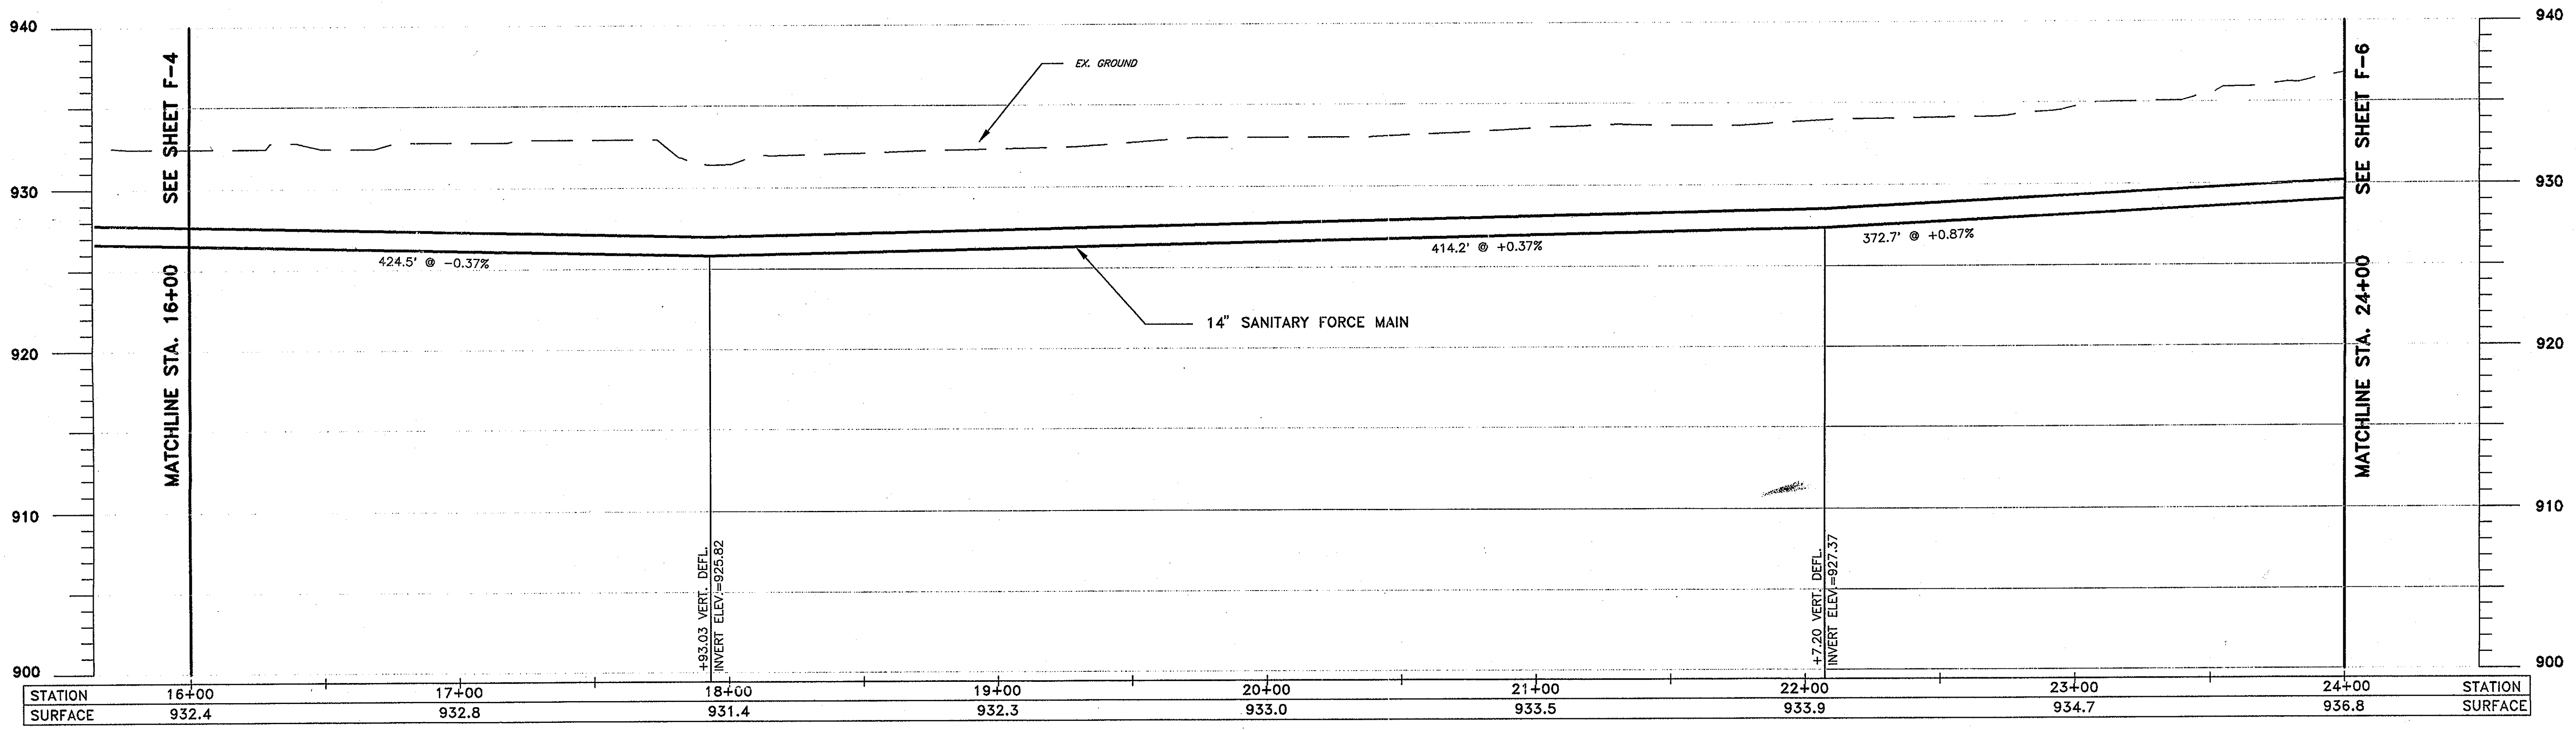 940
930
920
910
900
SEE SHEET F-4
MATCHLINE STA. 16+00
EX. GROUND
424.5' @ -0.37%
414.2' @ +0.37%
372.7' @ +0.87%
14" SANITARY FORCE MAIN
+93.03 VERT. DEFL.
INVERT ELEV.=925.82
+7.20 VERT. DEFL.
INVERT ELEV.=927.37
SEE SHEET F-6
MATCHLINE STA. 24+00
940
930
920
910
900
STATION 16+00 17+00 18+00 19+00 20+00 21+00 22+00 23+00 24+00 STATION
SURFACE 932.4 932.8 931.4 932.3 933.0 933.5 933.9 934.7 936.8 SURFACE